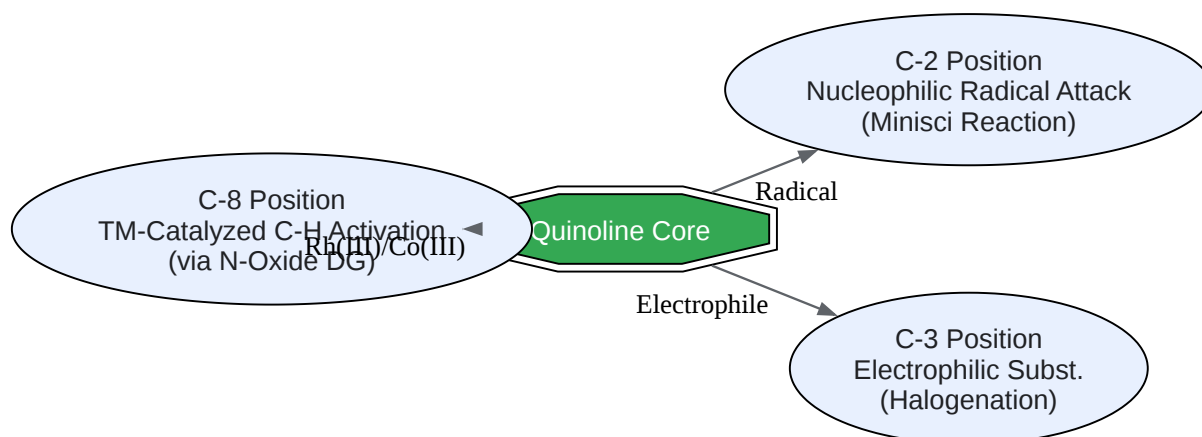 C-2 Position
Nucleophilic Radical Attack
(Minisci Reaction)
Radical
C-8 Position
TM-Catalyzed C-H Activation
(via N-Oxide DG)
Rh(III)/Co(III)
Quinoline Core
Electrophile
C-3 Position
Electrophilic Subst.
(Halogenation)